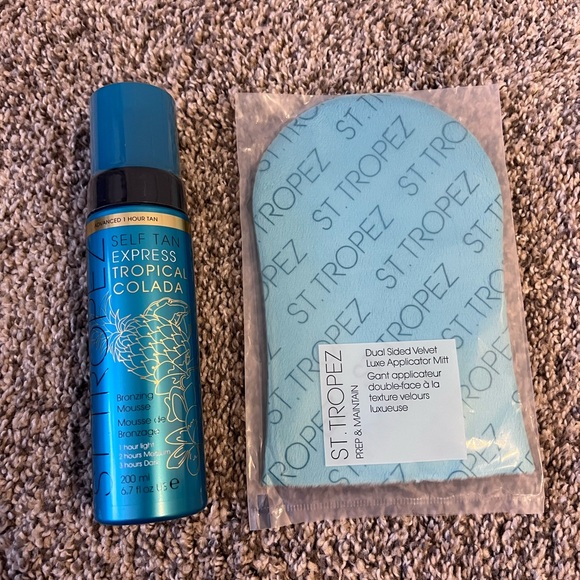 ADVANCED 1 HOUR TAN
ST.TROPEZ
SELF TAN
EXPRESS
TROPICAL
COLADA
Bronzing
Mousse
Mousse de
Bronzage
1 hour light
2 hours Medium
3 hours Dark
200 ml
6.7 fl oz US e
ST.TROPEZ
ST.TROPEZ
ST.TROPEZ
ST.TROPEZ
ST.TROPEZ
ST.TROPEZ
PREP & MAINTAIN
Dual Sided Velvet
Luxe Applicator Mitt
Gant applicateur
double-face à la
texture velours
luxueuse